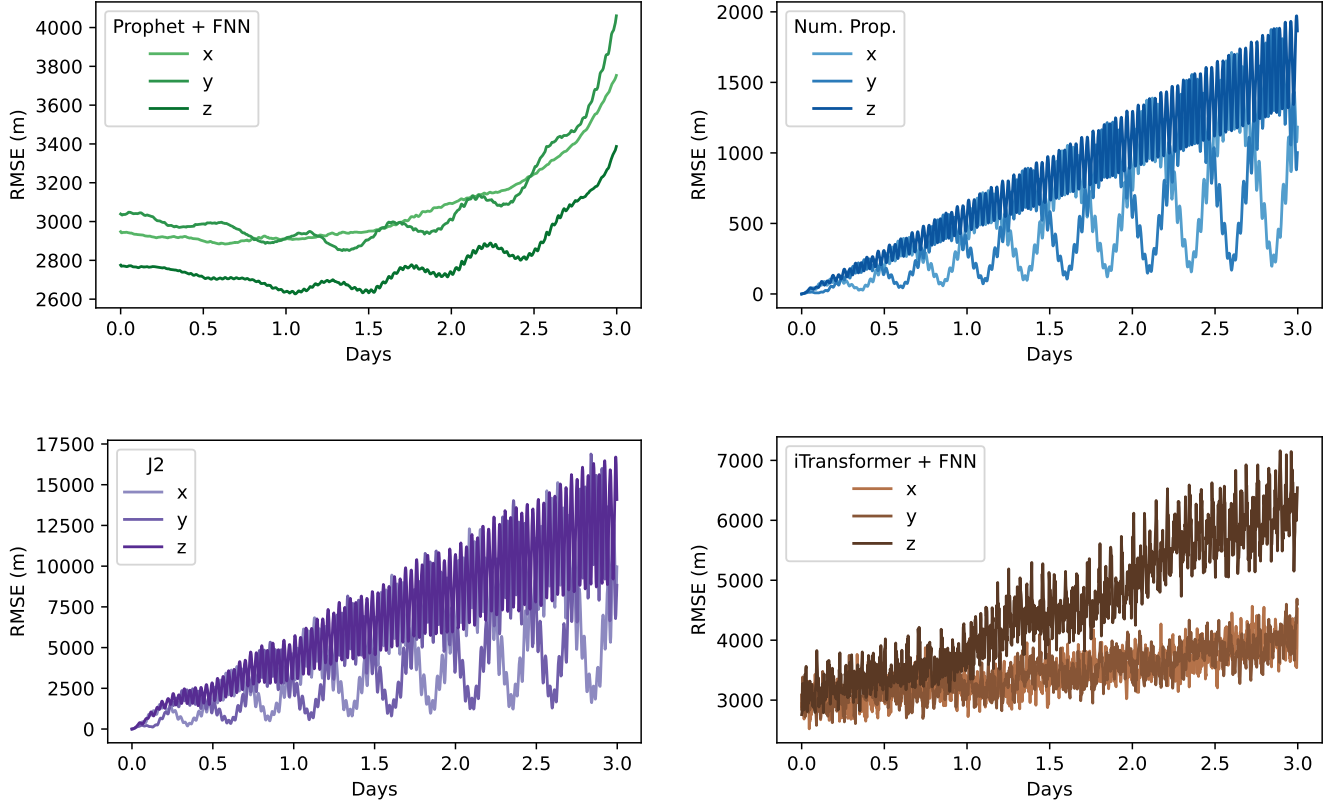 Prophet + FNN
x
y
z
4000
3800
3600
3400
3200
3000
2800
2600
RMSE (m)
0.0 0.5 1.0 1.5 2.0 2.5 3.0
Days
Num. Prop.
x
y
z
2000
1500
1000
500
0
RMSE (m)
0.0 0.5 1.0 1.5 2.0 2.5 3.0
Days
J2
x
y
z
17500
15000
12500
10000
7500
5000
2500
0
RMSE (m)
0.0 0.5 1.0 1.5 2.0 2.5 3.0
Days
iTransformer + FNN
x
y
z
7000
6000
5000
4000
3000
RMSE (m)
0.0 0.5 1.0 1.5 2.0 2.5 3.0
Days